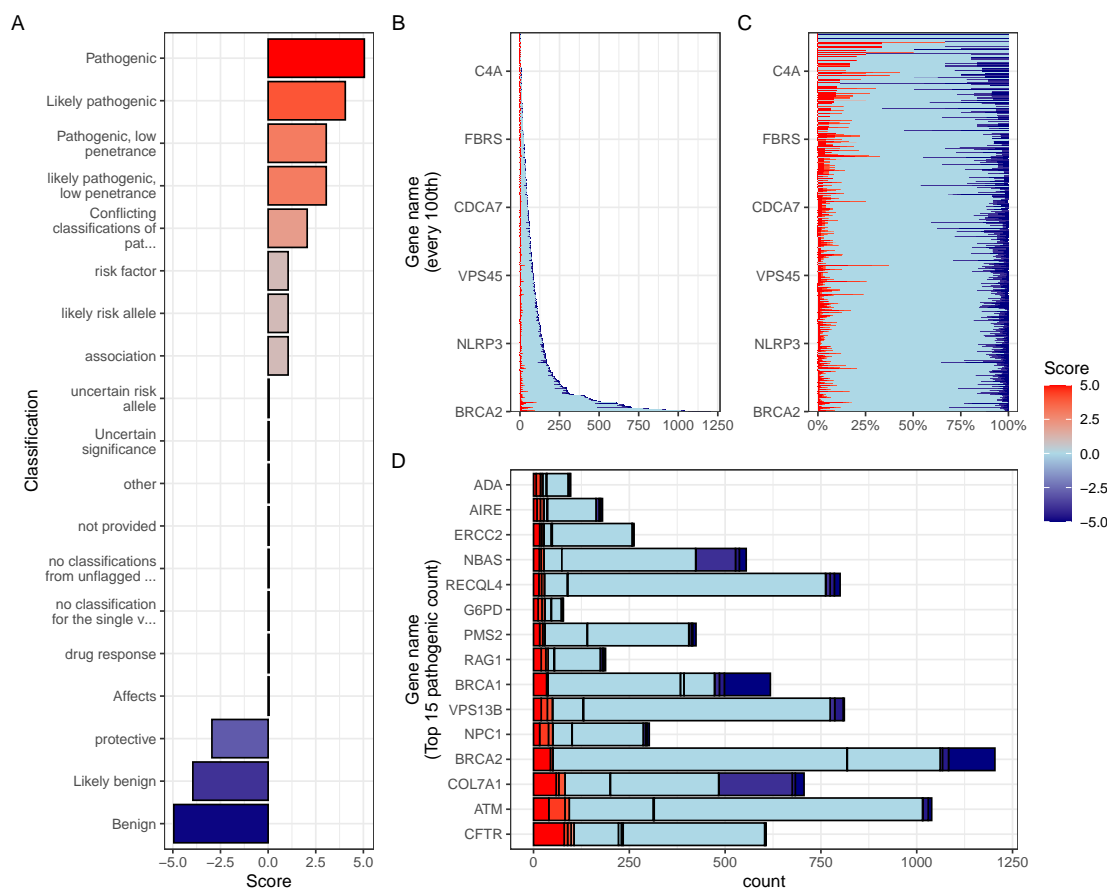 A
Classification
Pathogenic
Likely pathogenic
Pathogenic, low
penetrance
likely pathogenic,
low penetrance
Conflicting
classifications of
pat...
risk factor
likely risk allele
association
uncertain risk
allele
Uncertain
significance
other
not provided
no classifications
from unflagged ...
no classification
for the single v...
drug response
Affects
protective
Likely benign
Benign
−5.0 −2.5 0.0 2.5 5.0
Score
B
Gene name
(every 100th)
C4A
FBRS
CDCA7
VPS45
NLRP3
BRCA2
0 250 500 750 1000 1250
C
C4A
FBRS
CDCA7
VPS45
NLRP3
BRCA2
0% 25% 50% 75% 100%
Score
5.0
2.5
0.0
−2.5
−5.0
D
Gene name
(Top 15 pathogenic count)
ADA
AIRE
ERCC2
NBAS
RECQL4
G6PD
PMS2
RAG1
BRCA1
VPS13B
NPC1
BRCA2
COL7A1
ATM
CFTR
0 250 500 750 1000 1250
count